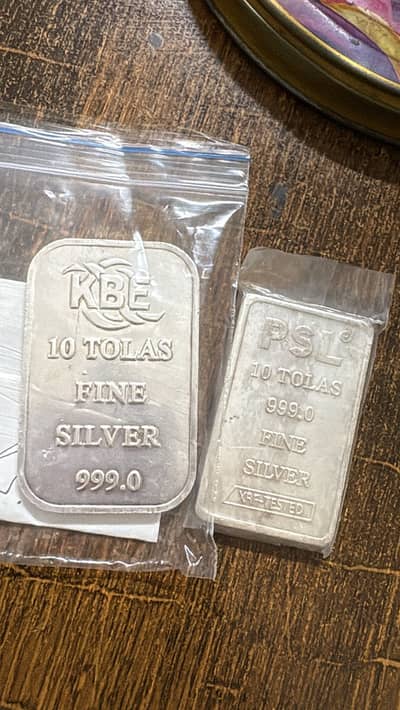 KBE
10 TOLAS
FINE
SILVER
999.0
PSL
10 TOLAS
999.0
FINE
SILVER
XRF-TESTED